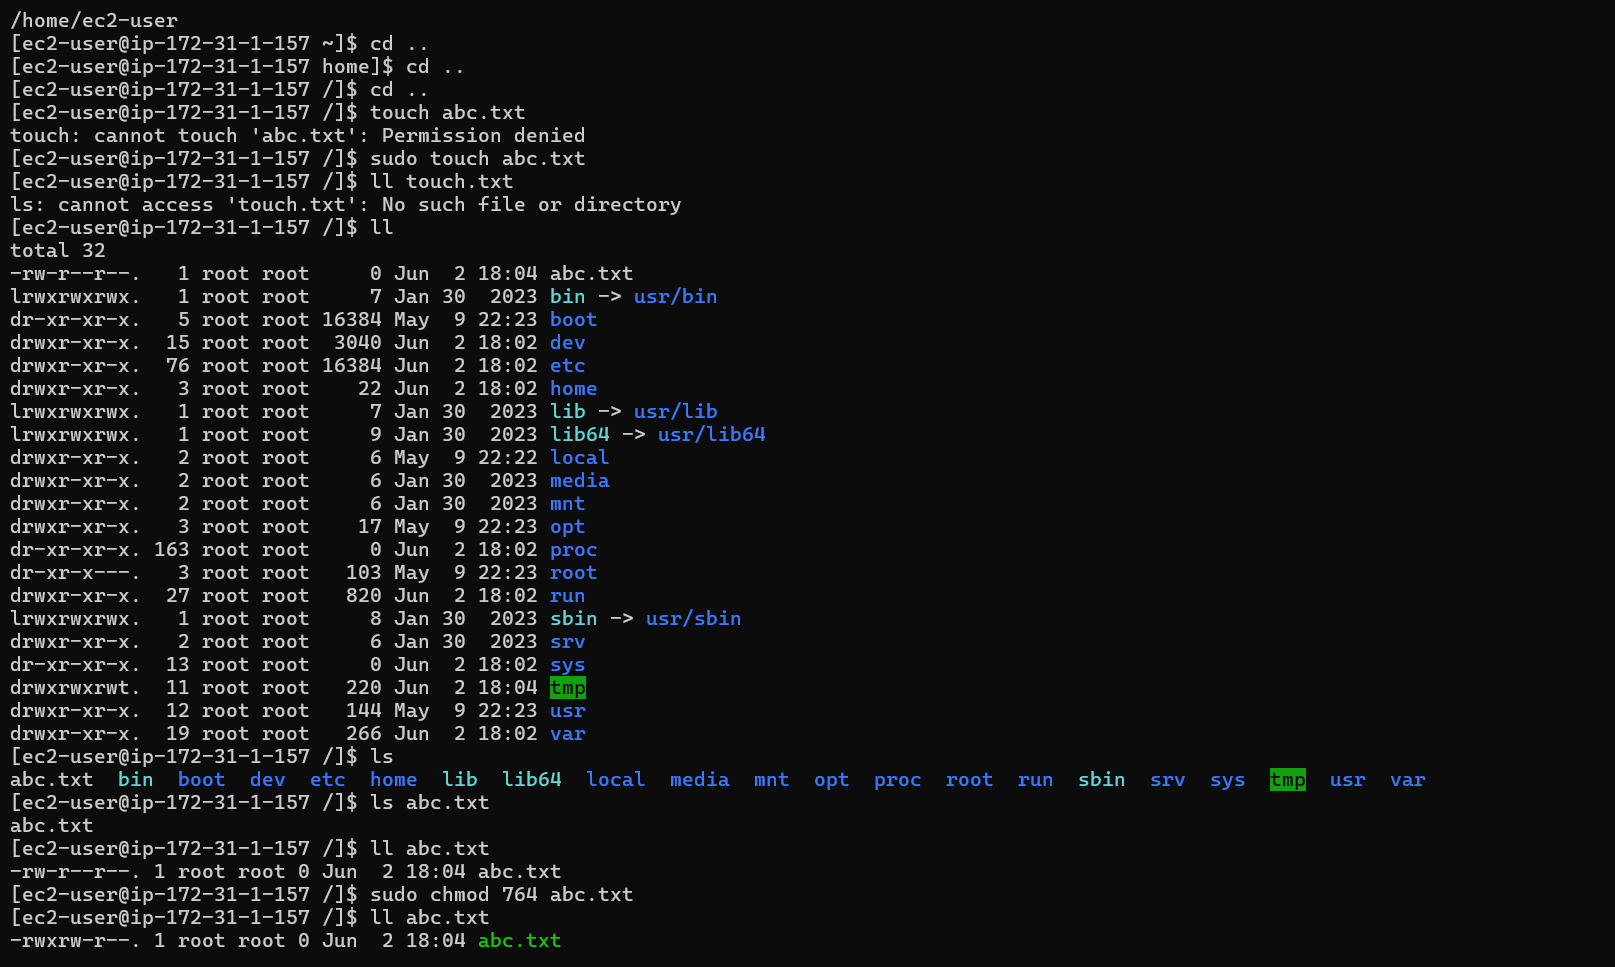 /home/ec2-user
[ec2-user@ip-172-31-1-157 ~]$ cd ..
[ec2-user@ip-172-31-1-157 home]$ cd ..
[ec2-user@ip-172-31-1-157 /]$ cd ..
[ec2-user@ip-172-31-1-157 /]$ touch abc.txt
touch: cannot touch 'abc.txt': Permission denied
[ec2-user@ip-172-31-1-157 /]$ sudo touch abc.txt
[ec2-user@ip-172-31-1-157 /]$ ll touch.txt
ls: cannot access 'touch.txt': No such file or directory
[ec2-user@ip-172-31-1-157 /]$ ll
total 32
-rw-r--r--.   1 root root     0 Jun  2 18:04 abc.txt
lrwxrwxrwx.   1 root root     7 Jan 30  2023 bin -> usr/bin
dr-xr-xr-x.   5 root root 16384 May  9 22:23 boot
drwxr-xr-x.  15 root root  3040 Jun  2 18:02 dev
drwxr-xr-x.  76 root root 16384 Jun  2 18:02 etc
drwxr-xr-x.   3 root root    22 Jun  2 18:02 home
lrwxrwxrwx.   1 root root     7 Jan 30  2023 lib -> usr/lib
lrwxrwxrwx.   1 root root     9 Jan 30  2023 lib64 -> usr/lib64
drwxr-xr-x.   2 root root     6 May  9 22:22 local
drwxr-xr-x.   2 root root     6 Jan 30  2023 media
drwxr-xr-x.   2 root root     6 Jan 30  2023 mnt
drwxr-xr-x.   3 root root    17 May  9 22:23 opt
dr-xr-xr-x. 163 root root     0 Jun  2 18:02 proc
dr-xr-x---.   3 root root   103 May  9 22:23 root
drwxr-xr-x.  27 root root   820 Jun  2 18:02 run
lrwxrwxrwx.   1 root root     8 Jan 30  2023 sbin -> usr/sbin
drwxr-xr-x.   2 root root     6 Jan 30  2023 srv
dr-xr-xr-x.  13 root root     0 Jun  2 18:02 sys
drwxrwxrwt.  11 root root   220 Jun  2 18:04 tmp
drwxr-xr-x.  12 root root   144 May  9 22:23 usr
drwxr-xr-x.  19 root root   266 Jun  2 18:02 var
[ec2-user@ip-172-31-1-157 /]$ ls
abc.txt  bin  boot  dev  etc  home  lib  lib64  local  media  mnt  opt  proc  root  run  sbin  srv  sys  tmp  usr  var
[ec2-user@ip-172-31-1-157 /]$ ls abc.txt
abc.txt
[ec2-user@ip-172-31-1-157 /]$ ll abc.txt
-rw-r--r--. 1 root root 0 Jun  2 18:04 abc.txt
[ec2-user@ip-172-31-1-157 /]$ sudo chmod 764 abc.txt
[ec2-user@ip-172-31-1-157 /]$ ll abc.txt
-rwxrw-r--. 1 root root 0 Jun  2 18:04 abc.txt